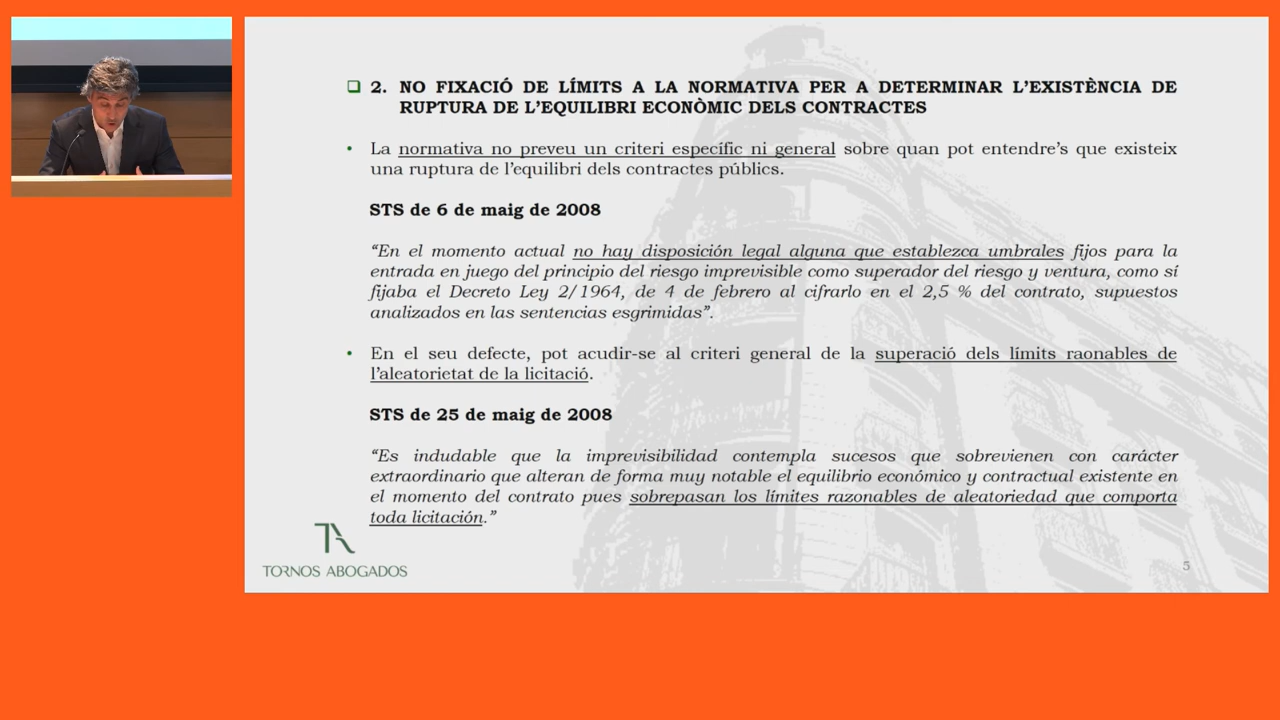 2. NO FIXACIÓ DE LÍMITS A LA NORMATIVA PER A DETERMINAR L'EXISTÈNCIA DE
RUPTURA DE L'EQUILIBRI ECONÒMIC DELS CONTRACTES
• La normativa no preveu un criteri específic ni general sobre quan pot entendre's que existeix
una ruptura de l'equilibri dels contractes públics.
STS de 6 de maig de 2008
“En el momento actual no hay disposición legal alguna que establezca umbrales fijos para la
entrada en juego del principio del riesgo imprevisible como superador del riesgo y ventura, como sí
fijaba el Decreto Ley 2/1964, de 4 de febrero al cifrarlo en el 2,5 % del contrato, supuestos
analizados en las sentencias esgrimidas”.
• En el seu defecte, pot acudir-se al criteri general de la superació dels límits raonables de
l'aleatorietat de la licitació.
STS de 25 de maig de 2008
“Es indudable que la imprevisibilidad contempla sucesos que sobrevienen con carácter
extraordinario que alteran de forma muy notable el equilibrio económico y contractual existente en
el momento del contrato pues sobrepasan los límites razonables de aleatoriedad que comporta
toda licitación.”
TA
TORNOS ABOGADOS
5